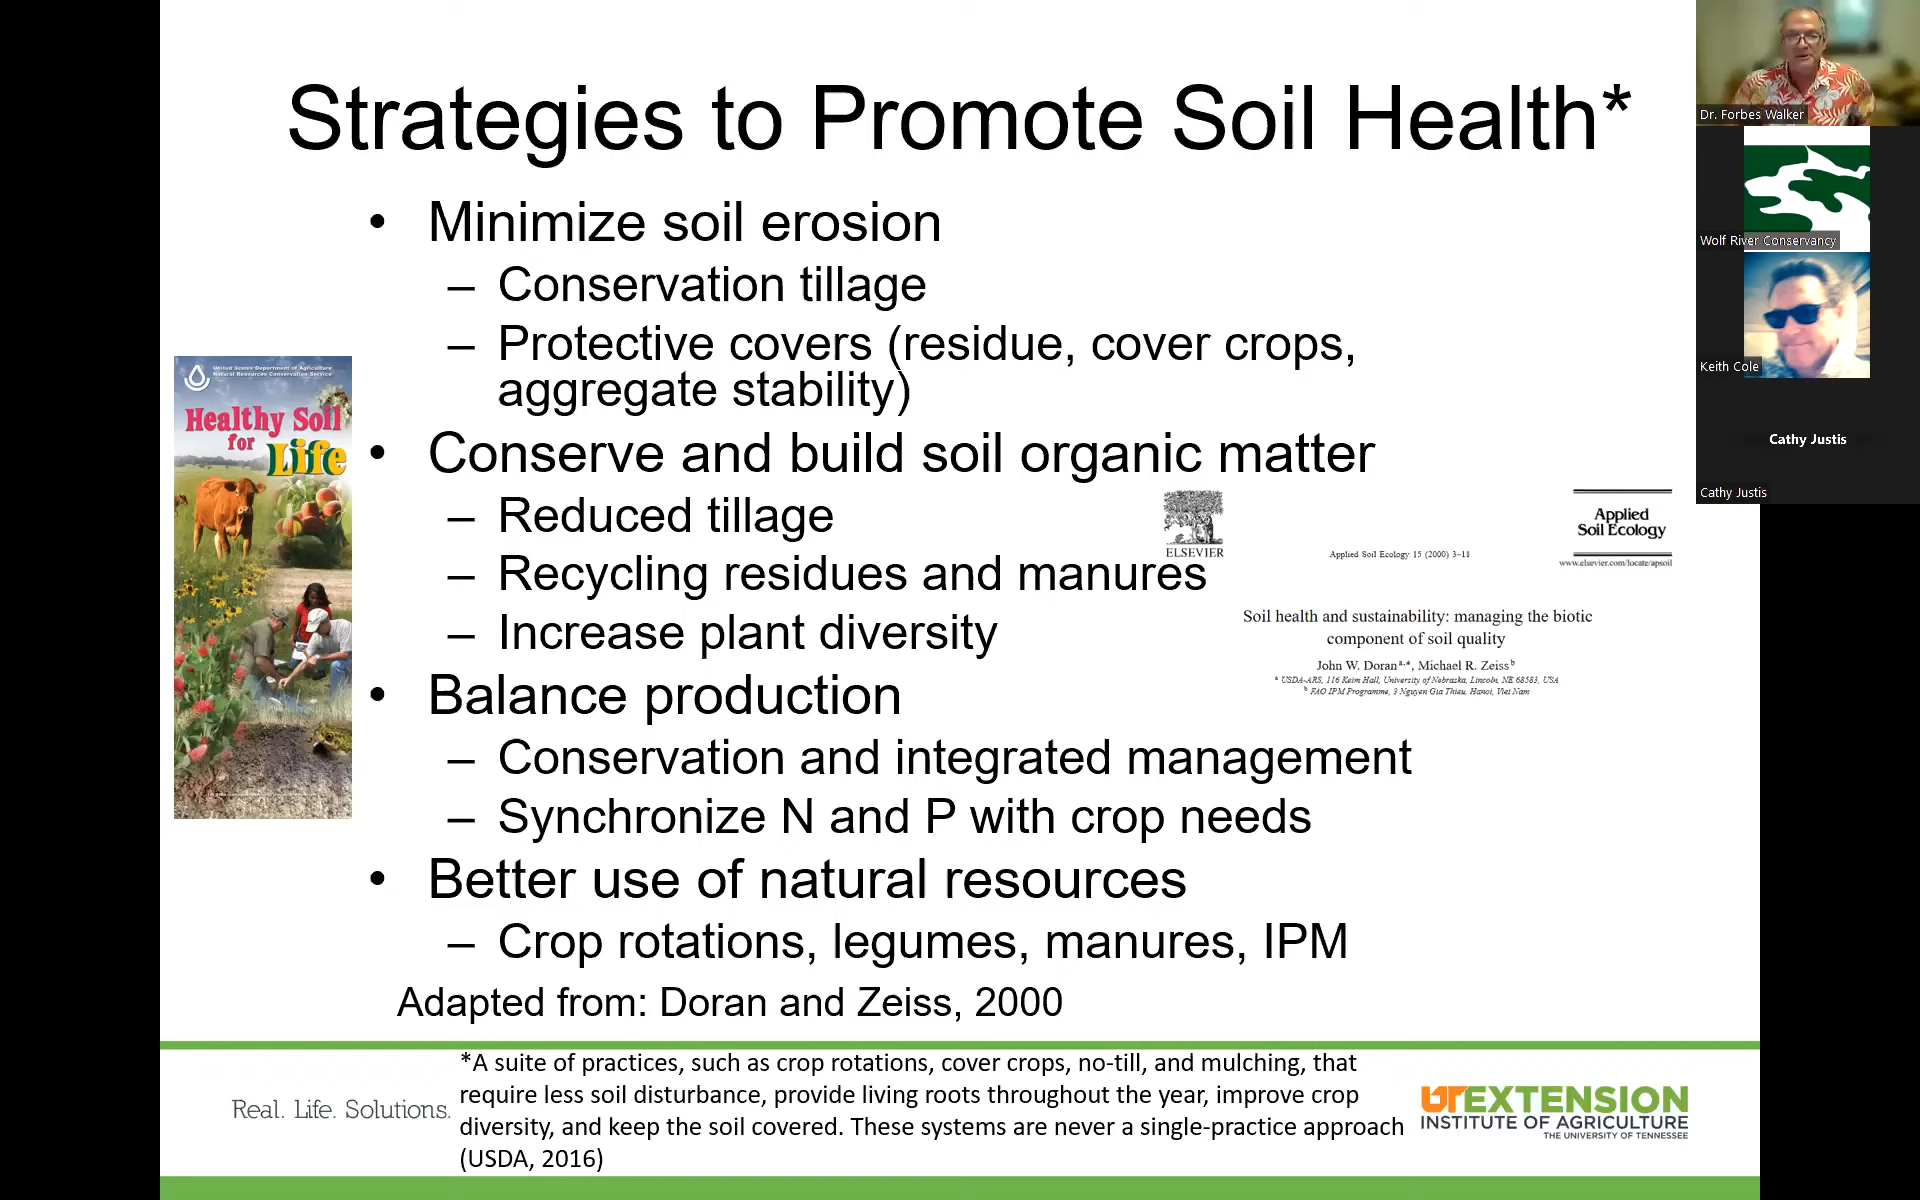 Strategies to Promote Soil Health*
• Minimize soil erosion
– Conservation tillage
– Protective covers (residue, cover crops,
aggregate stability)
• Conserve and build soil organic matter
– Reduced tillage
– Recycling residues and manures
– Increase plant diversity
• Balance production
– Conservation and integrated management
– Synchronize N and P with crop needs
• Better use of natural resources
– Crop rotations, legumes, manures, IPM
Adapted from: Doran and Zeiss, 2000
United States Department of Agriculture
Natural Resources Conservation Service
Healthy Soil
for Life
ELSEVIER
Applied Soil Ecology 15 (2000) 3–11
Applied
Soil Ecology
www.elsevier.com/locate/apsoil
Soil health and sustainability: managing the biotic
component of soil quality
John W. Doran a,*, Michael R. Zeiss b
a USDA-ARS, 116 Keim Hall, University of Nebraska, Lincoln, NE 68583, USA
b FAO IPM Programme, 3 Nguyen Gia Thieu, Hanoi, Viet Nam
*A suite of practices, such as crop rotations, cover crops, no-till, and mulching, that
require less soil disturbance, provide living roots throughout the year, improve crop
diversity, and keep the soil covered. These systems are never a single-practice approach
(USDA, 2016)
Real. Life. Solutions.
UTEXTENSION
INSTITUTE OF AGRICULTURE
THE UNIVERSITY OF TENNESSEE
Dr. Forbes Walker
Wolf River Conservancy
Keith Cole
Cathy Justis
Cathy Justis